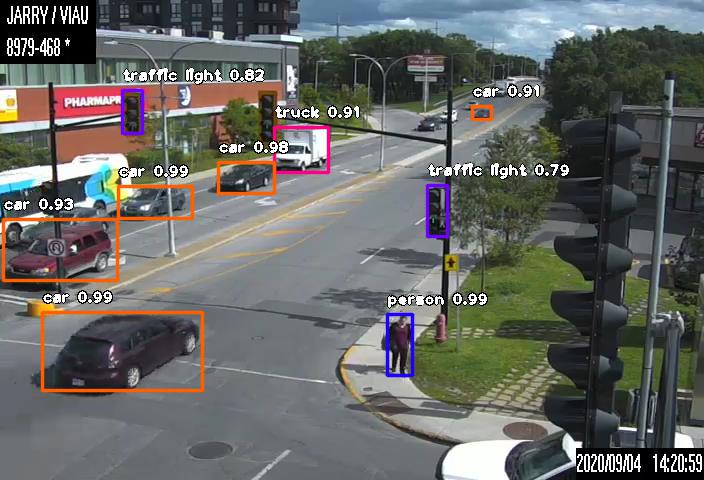 JARRY / VIAU
8979-468 *
traffic light 0.82
car 0.91
truck 0.91
PHARMAPR
car 0.98
car 0.99
traffic light 0.79
car 0.93
car 0.99
person 0.99
2020/09/04 14:20:59